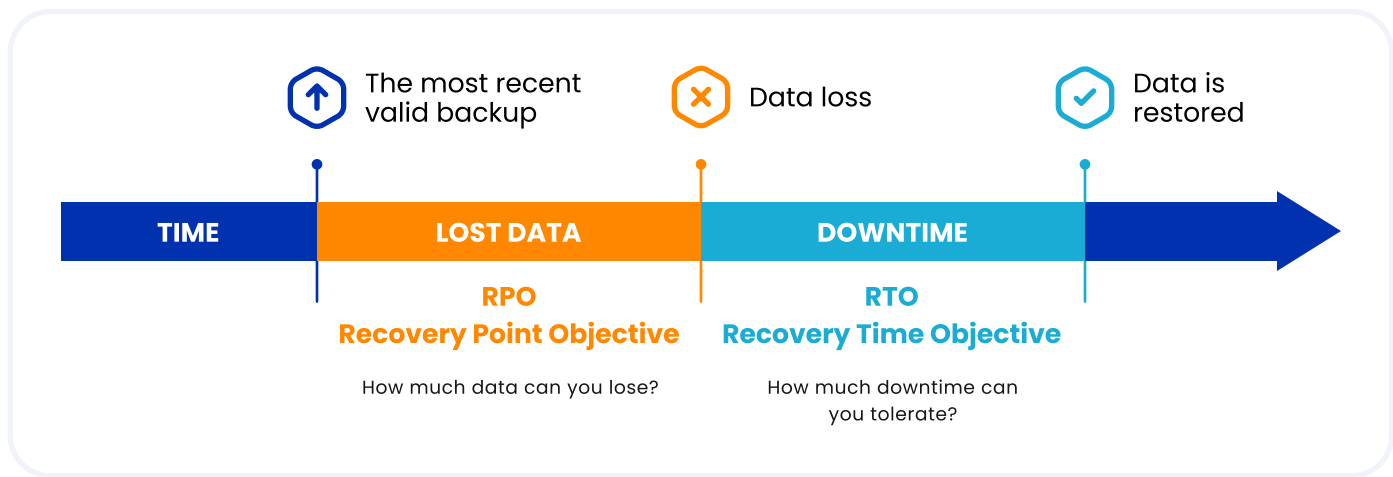 The most recent
valid backup
Data loss
Data is
restored
TIME
LOST DATA
DOWNTIME
RPO
Recovery Point Objective
How much data can you lose?
RTO
Recovery Time Objective
How much downtime can
you tolerate?